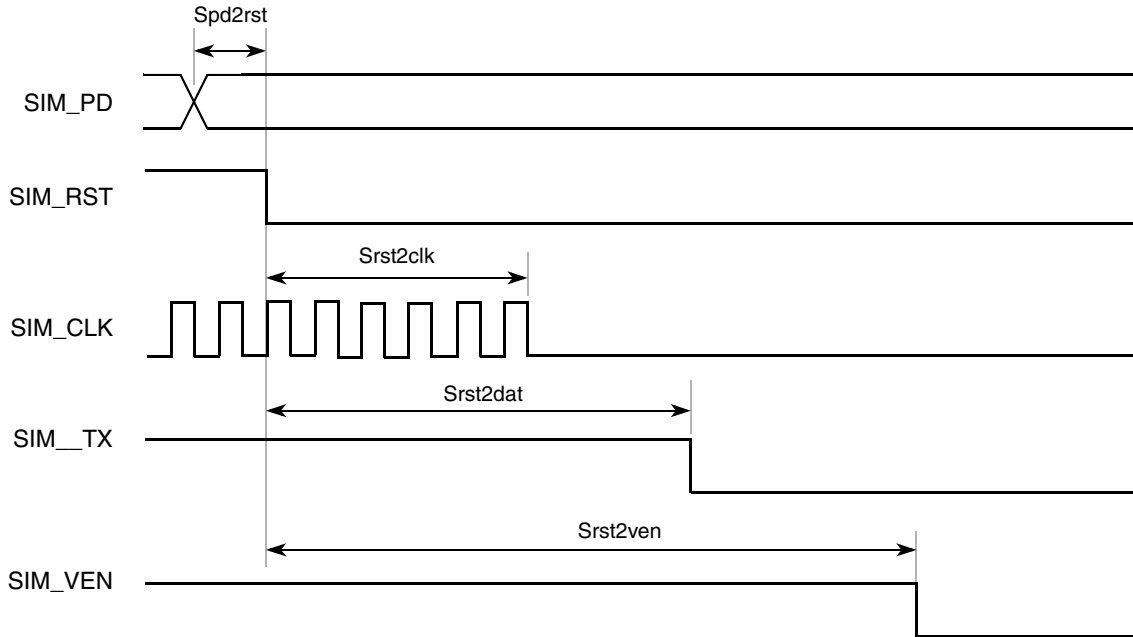 Spd2rst
SIM_PD
SIM_RST
Srst2clk
SIM_CLK
Srst2dat
SIM__TX
Srst2ven
SIM_VEN